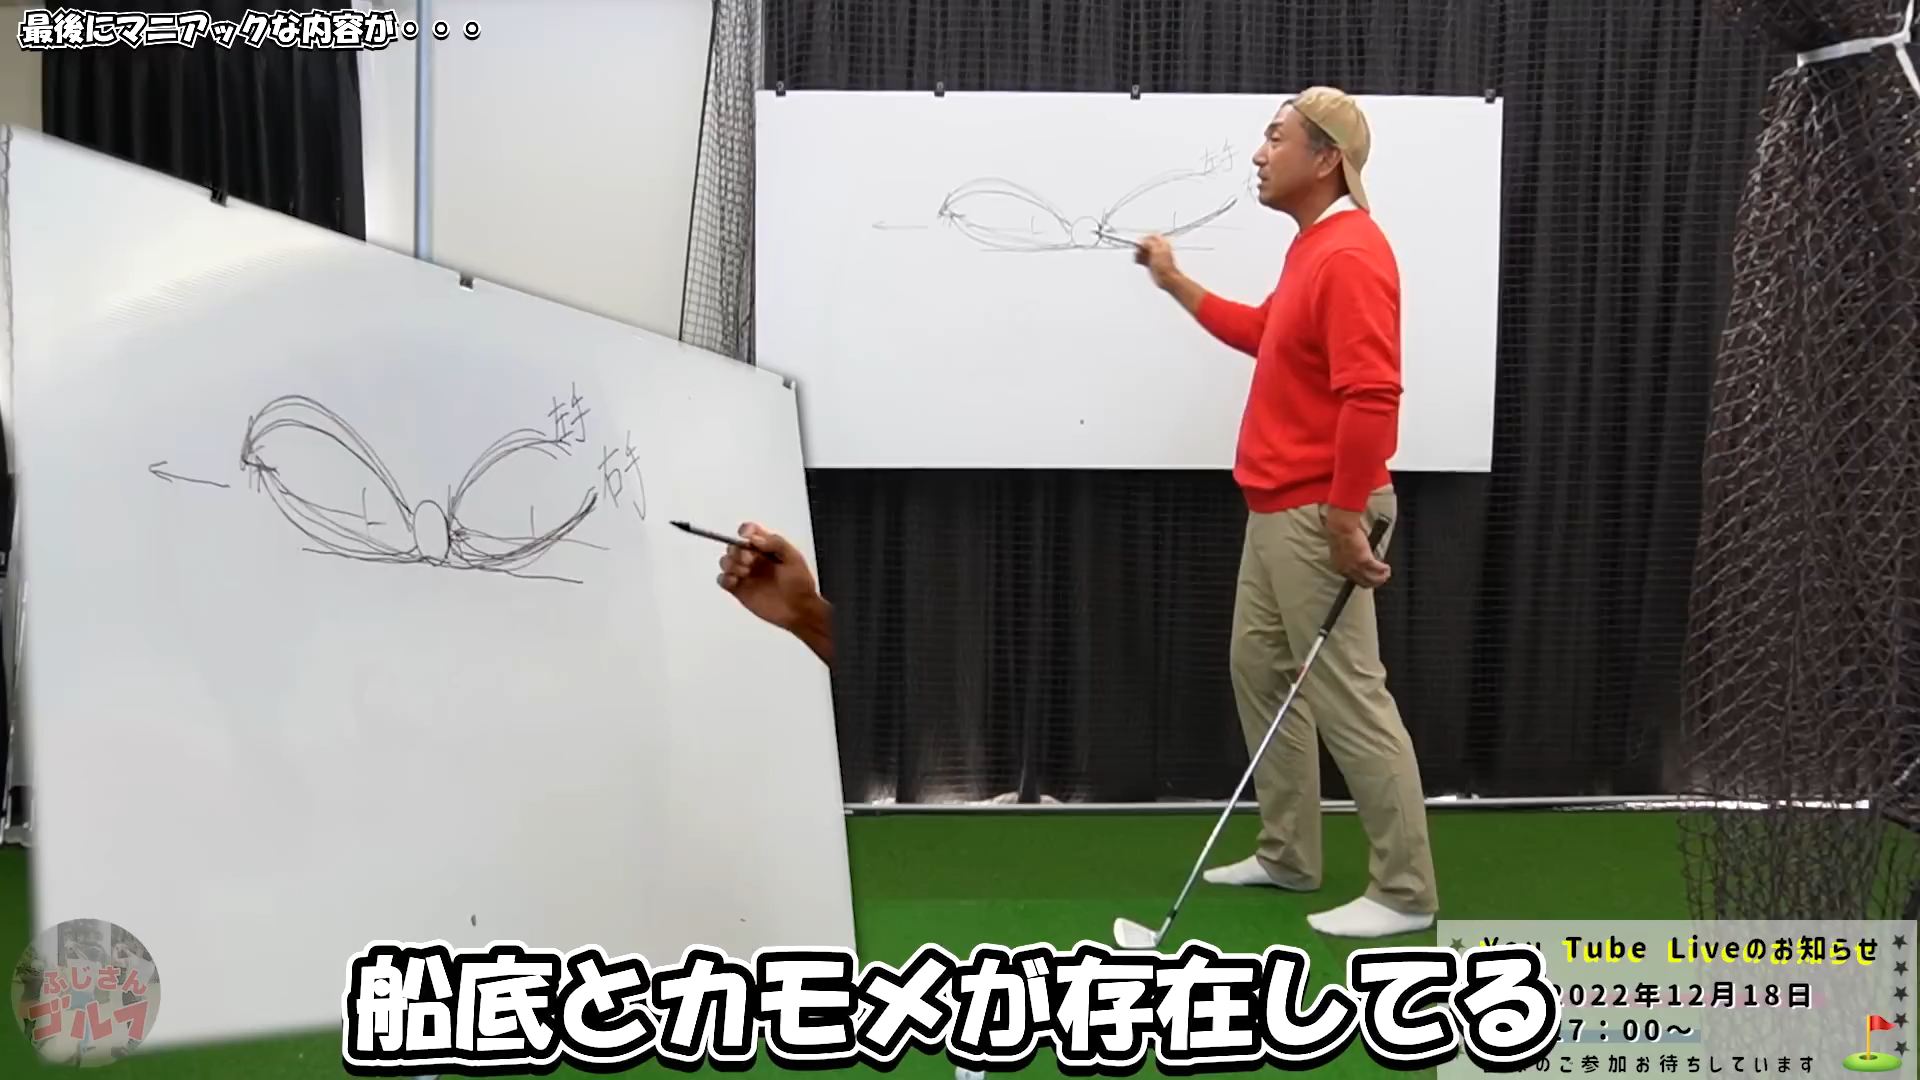 最後にマニアックな内容が・・・
左手
左手
右手
船底とカモメが存在してる
You Tube Liveのお知らせ
2022年12月18日
17：00～
のご参加お待ちしています
ふじさん
ゴルフ